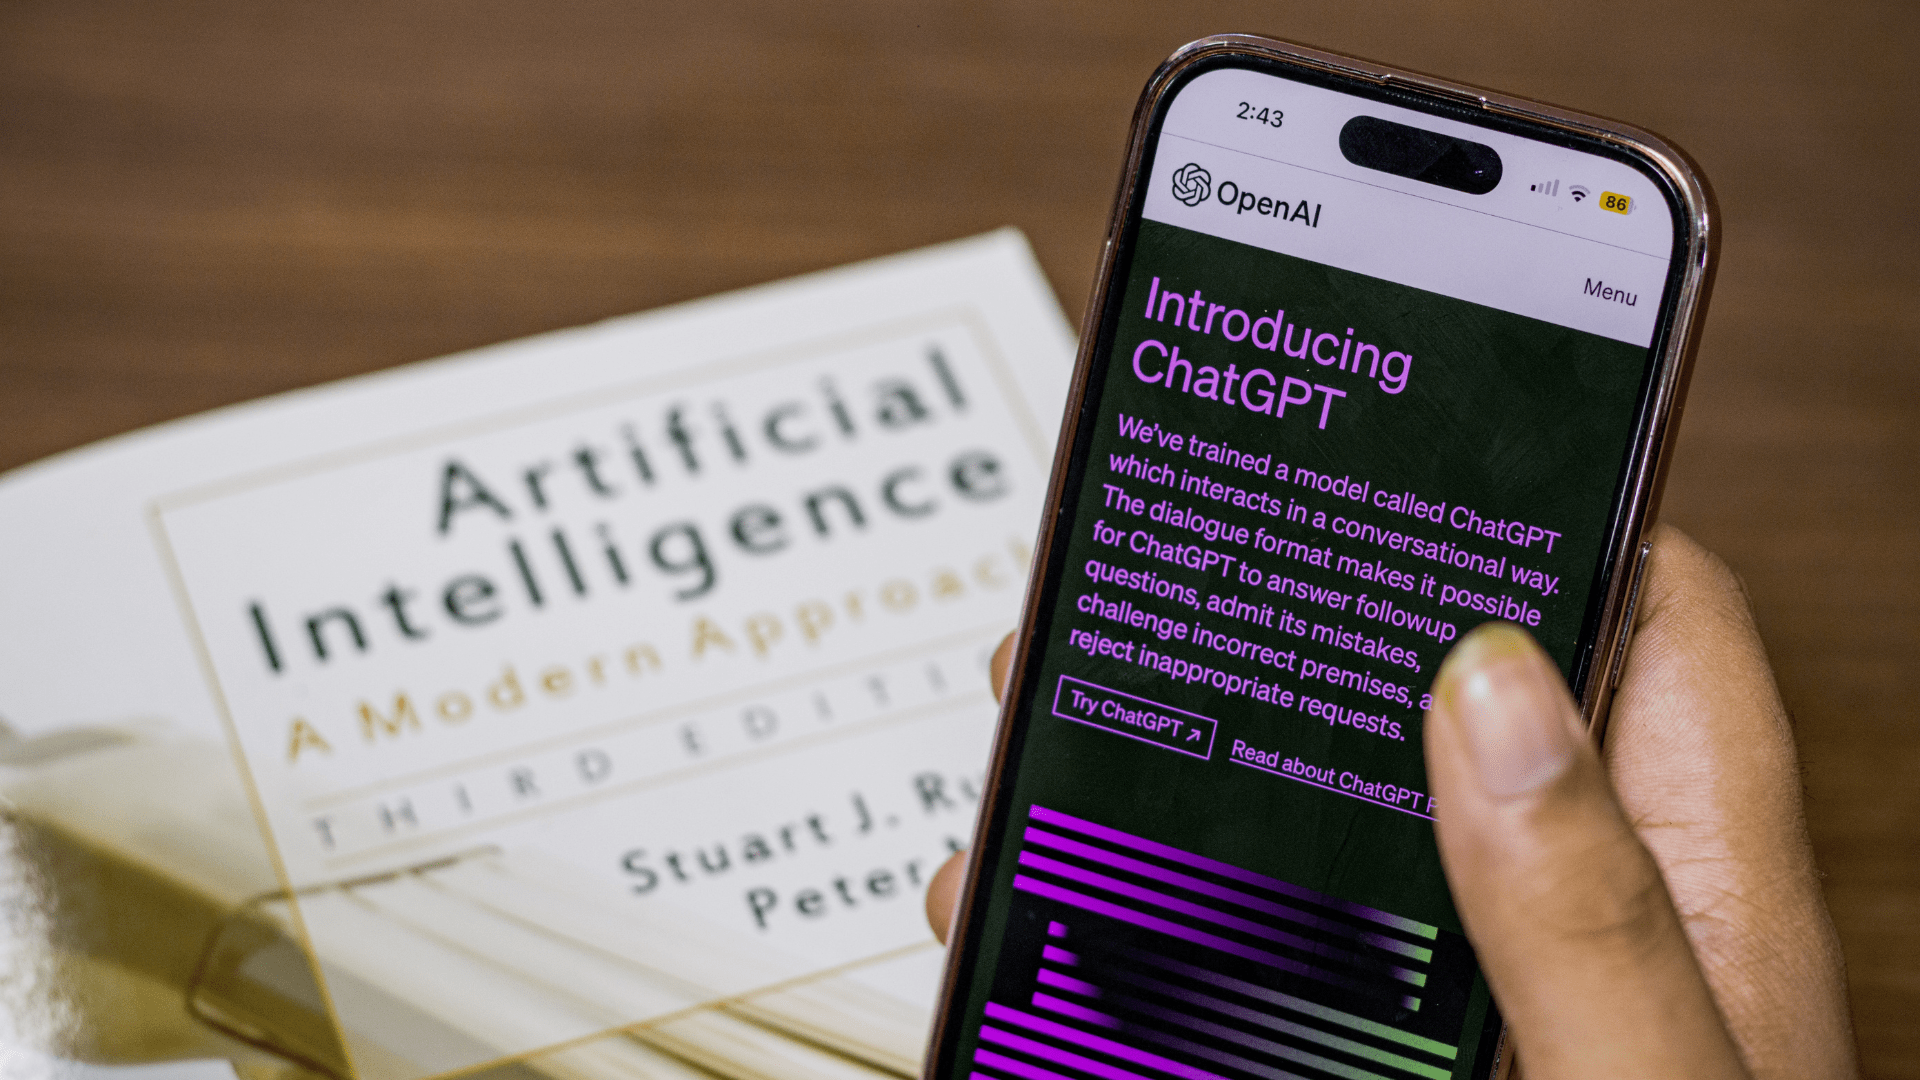 Artificial
Intelligence
A Modern Approach
THIRD EDITI
Stuart J. Ru
Peter
2:43
86
OpenAI
Menu
Introducing
ChatGPT
We've trained a model called ChatGPT
which interacts in a conversational way.
The dialogue format makes it possible
for ChatGPT to answer followup
questions, admit its mistakes,
challenge incorrect premises, a
reject inappropriate requests.
Try ChatGPT ↗
Read about ChatGPT P